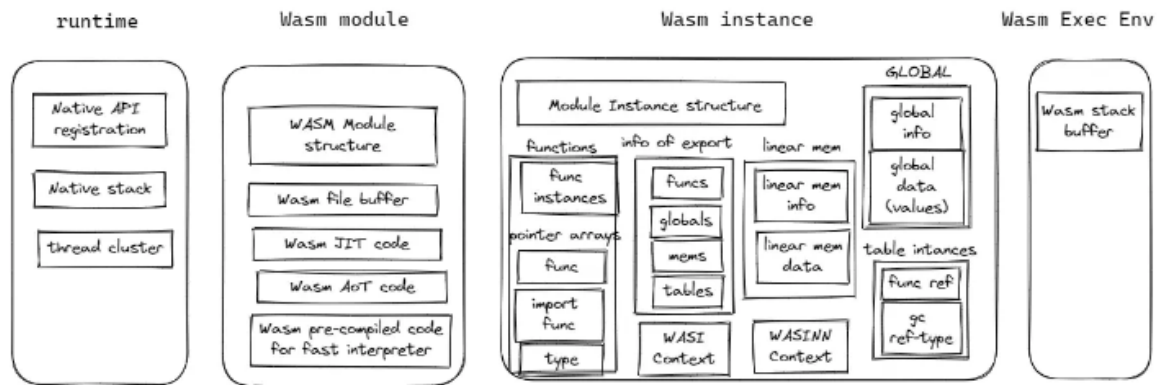 runtime
Native API
registration
Native stack
thread cluster
Wasm module
WASM Module
structure
Wasm file buffer
Wasm JIT code
Wasm AoT code
Wasm pre-compiled code
for fast interpreter
Wasm instance
Module Instance structure
functions
func
instances
pointer arrays
func
import
func
type
info of export
funcs
globals
mems
tables
WASI
Context
linear mem
linear mem
info
linear mem
data
WASINN
Context
GLOBAL
global
info
global
data
(values)
table intances
func ref
gc
ref-type
Wasm Exec Env
Wasm stack
buffer